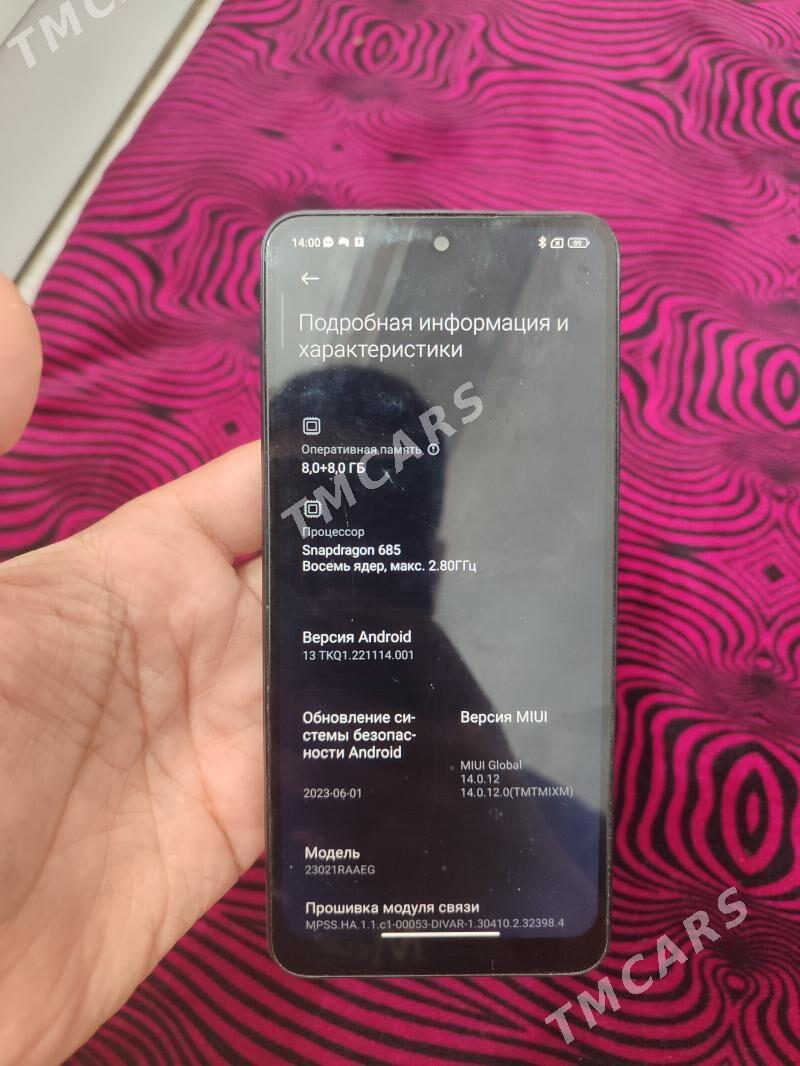 TMCARS
14:00
99
Подробная информация и
характеристики
Оперативная память
8,0+8,0 ГБ
TMCARS
Процессор
Snapdragon 685
Восемь ядер, макс. 2.80ГГц
Версия Android
13 TKQ1.221114.001
Обновление си-
стемы безопас-
ности Android
2023-06-01
Версия MIUI
MIUI Global
14.0.12
14.0.12.0(TMTMIXM)
Модель
23021RAAEG
Прошивка модуля связи
MPSS.HA.1.1.c1-00053-DIVAR-1.30410.2.32398.4
TMCARS